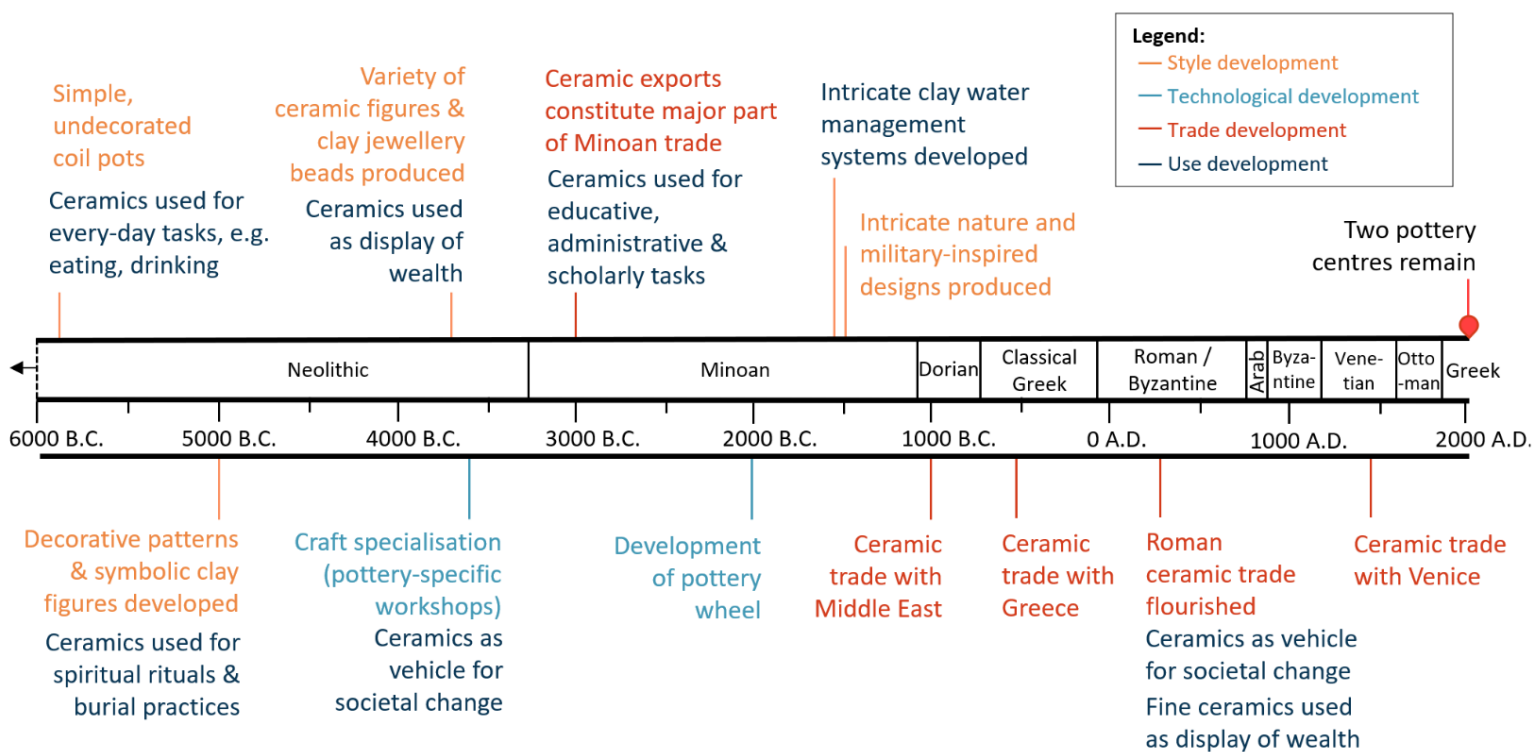 Legend:
Style development
Technological development
Trade development
Use development
Simple,
undecorated
coil pots
Ceramics used for
every-day tasks, e.g.
eating, drinking
Variety of
ceramic figures &
clay jewellery
beads produced
Ceramics used
as display of
wealth
Ceramic exports
constitute major part
of Minoan trade
Ceramics used for
educative,
administrative &
scholarly tasks
Intricate clay water
management
systems developed
Intricate nature and
military-inspired
designs produced
Two pottery
centres remain
Neolithic
Minoan
Dorian
Classical
Greek
Roman /
Byzantine
Arab
Byza-
ntine
Vene-
tian
Otto
-man
Greek
6000 B.C.
5000 B.C.
4000 B.C.
3000 B.C.
2000 B.C.
1000 B.C.
0 A.D.
1000 A.D.
2000 A.D.
Decorative patterns
& symbolic clay
figures developed
Ceramics used for
spiritual rituals &
burial practices
Craft specialisation
(pottery-specific
workshops)
Ceramics as
vehicle for
societal change
Development
of pottery
wheel
Ceramic
trade with
Middle East
Ceramic
trade with
Greece
Roman
ceramic trade
flourished
Ceramics as vehicle
for societal change
Fine ceramics used
as display of wealth
Ceramic trade
with Venice